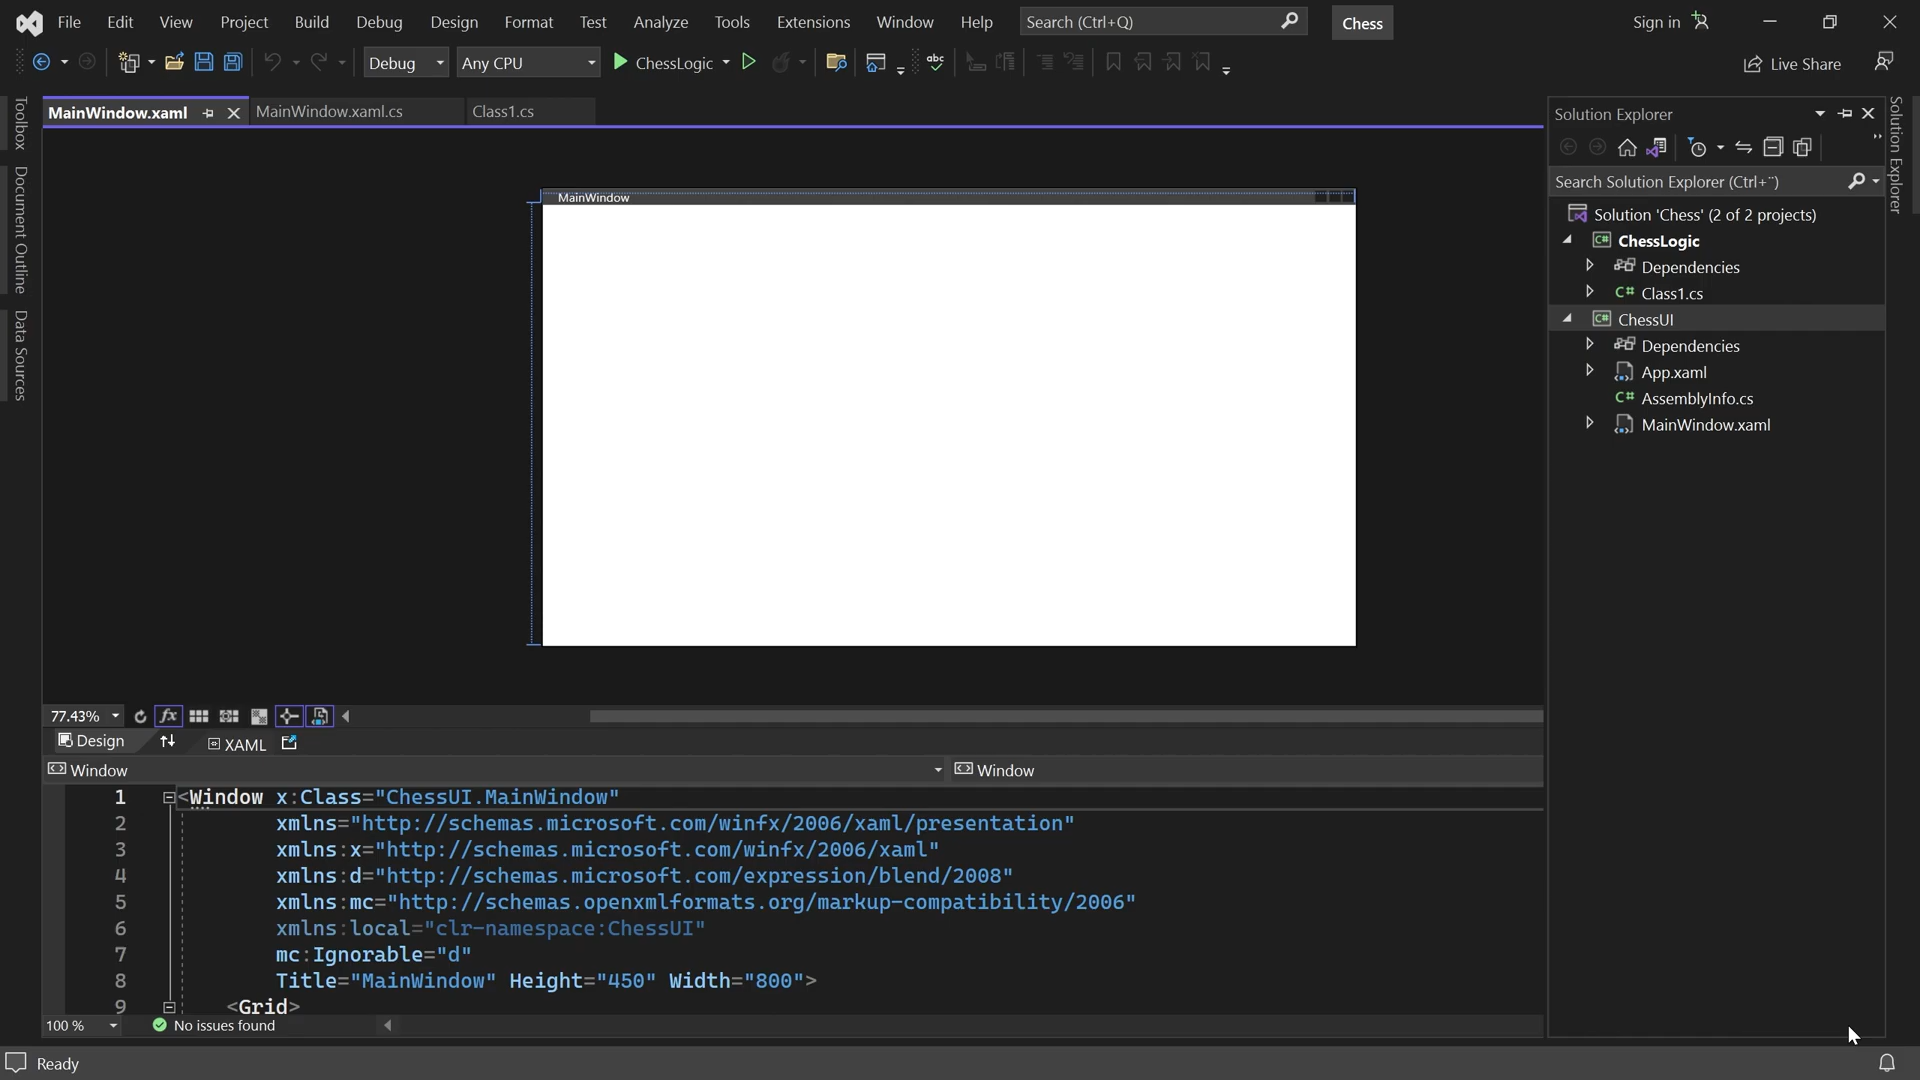 File Edit View Project Build Debug Design Format Test Analyze Tools Extensions Window Help Search (Ctrl+Q) Chess Sign in
Debug Any CPU ChessLogic Live Share
MainWindow.xaml MainWindow.xaml.cs Class1.cs
Toolbox
Document Outline
Data Sources
MainWindow
Solution Explorer
Search Solution Explorer (Ctrl+¨)
Solution 'Chess' (2 of 2 projects)
ChessLogic
Dependencies
C# Class1.cs
ChessUI
Dependencies
App.xaml
C# AssemblyInfo.cs
MainWindow.xaml
Solution Explorer
77.43% fx
Design XAML
Window Window
1 <Window x:Class="ChessUI.MainWindow"
2 xmlns="http://schemas.microsoft.com/winfx/2006/xaml/presentation"
3 xmlns:x="http://schemas.microsoft.com/winfx/2006/xaml"
4 xmlns:d="http://schemas.microsoft.com/expression/blend/2008"
5 xmlns:mc="http://schemas.openxmlformats.org/markup-compatibility/2006"
6 xmlns:local="clr-namespace:ChessUI"
7 mc:Ignorable="d"
8 Title="MainWindow" Height="450" Width="800">
9 <Grid>
100 % No issues found
Ready